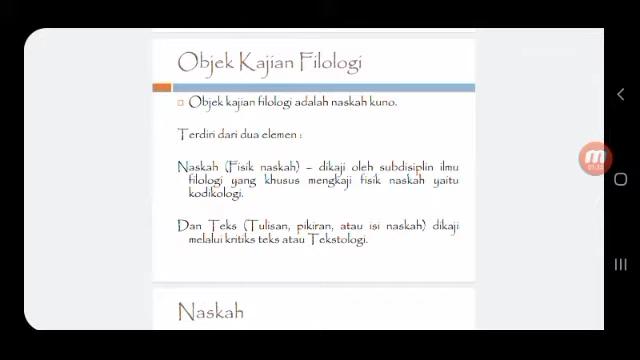 Objek Kajian Filologi
Objek kajian filologi adalah naskah kuno.
Terdiri dari dua elemen :
Naskah (Fisik naskah) – dikaji oleh subdisiplin ilmu
filologi yang khusus mengkaji fisik naskah yaitu
kodikologi.
Dan Teks (Tulisan, pikiran, atau isi naskah) dikaji
melalui kritiks teks atau Tekstologi.
Naskah